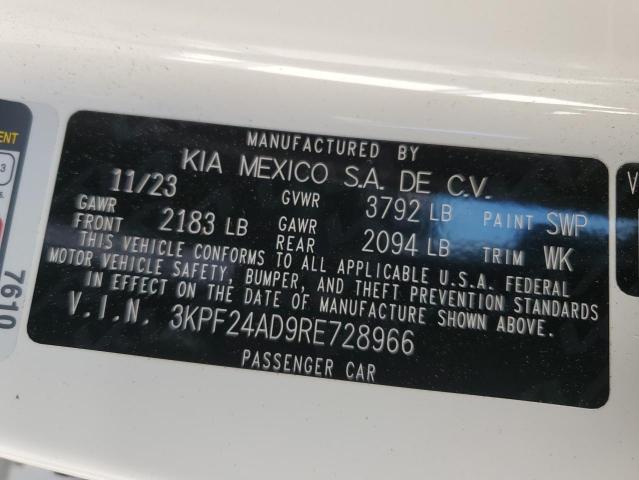 MANUFACTURED BY
KIA MEXICO S.A. DE C.V.
11/23 GVWR 3792 LB PAINT SWP
GAWR FRONT 2183 LB GAWR REAR 2094 LB TRIM WK
THIS VEHICLE CONFORMS TO ALL APPLICABLE U.S.A. FEDERAL
MOTOR VEHICLE SAFETY, BUMPER, AND THEFT PREVENTION STANDARDS
IN EFFECT ON THE DATE OF MANUFACTURE SHOWN ABOVE.
V.I.N. 3KPF24AD9RE728966
PASSENGER CAR
ENT
3
7610
V